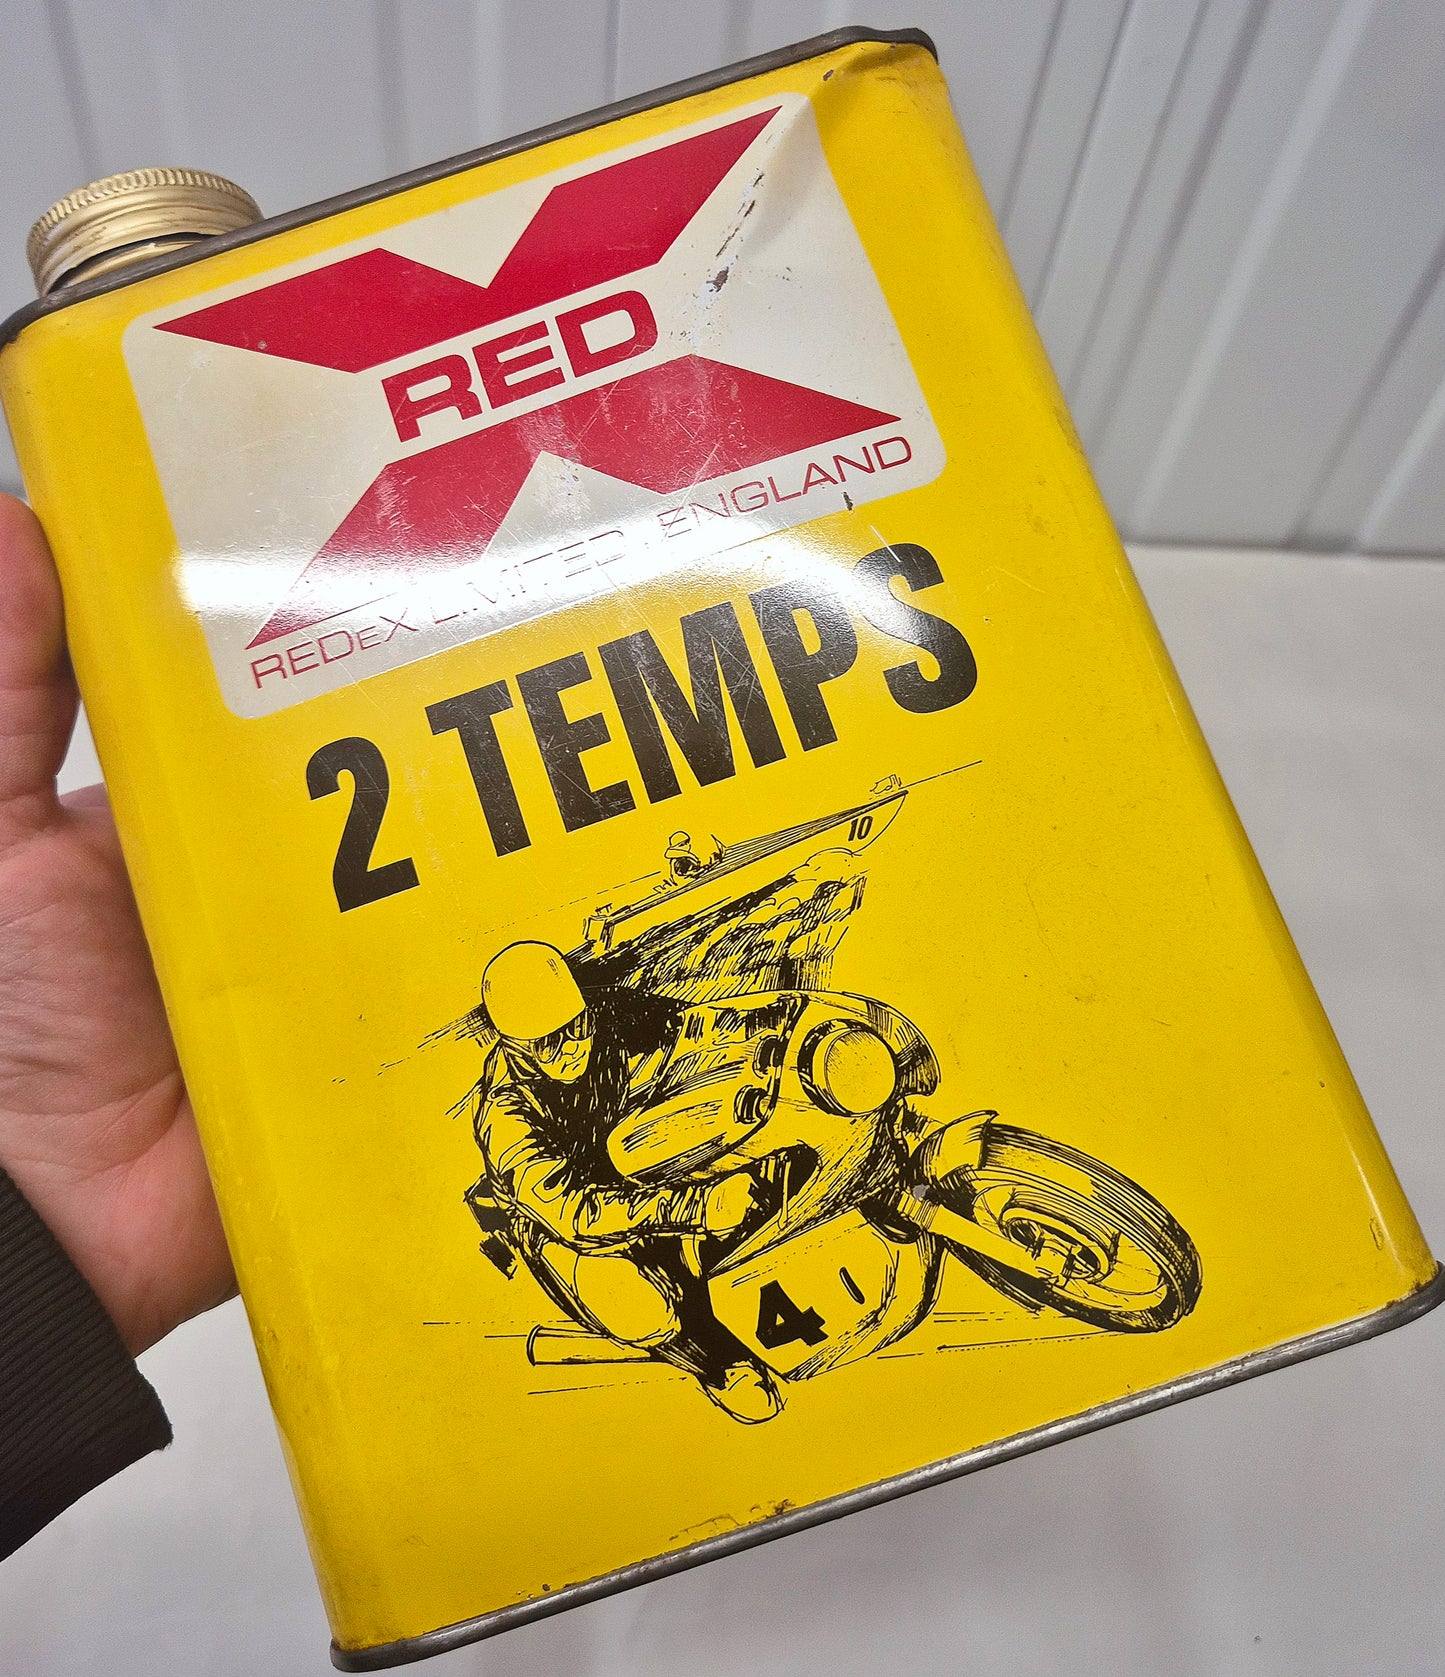 RED
REDEX LIMITED ENGLAND
2 TEMPS
10
4